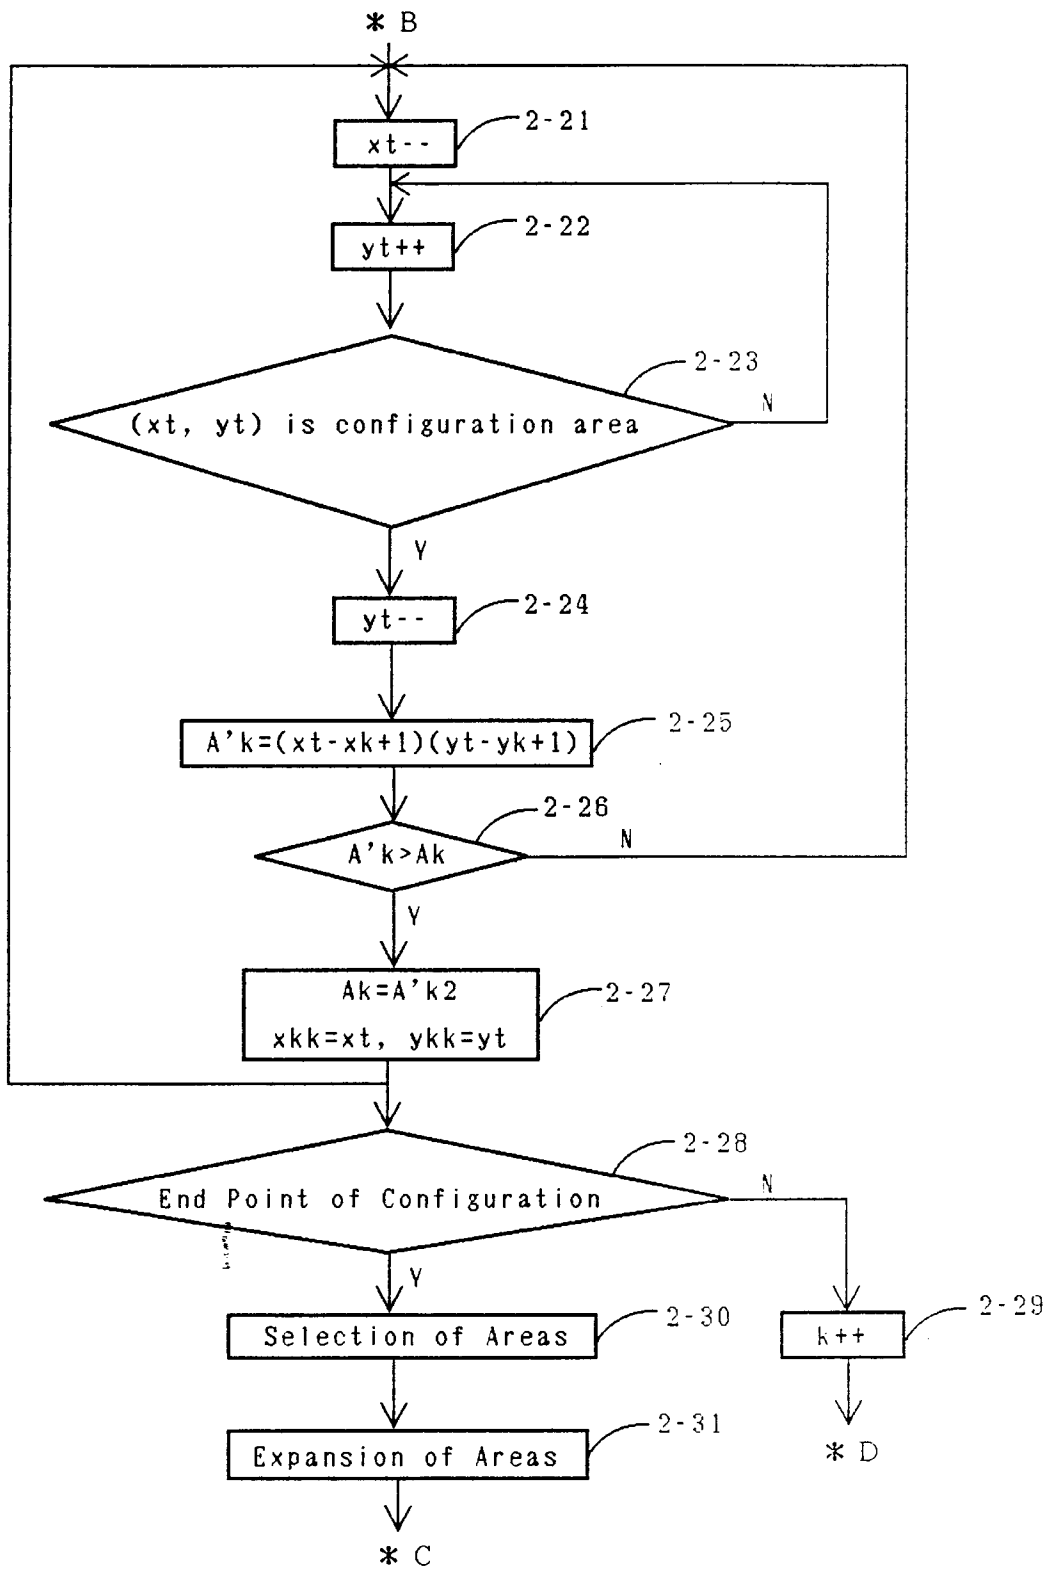 * B
2-21
xt--
2-22
yt++
2-23
N
(xt, yt) is configuration area
Y
2-24
yt--
2-25
A'k=(xt-xk+1)(yt-yk+1)
2-26
N
A'k>Ak
Y
2-27
Ak=A'k2
xkk=xt, ykk=yt
2-28
N
End Point of Configuration
Y
2-30
2-29
Selection of Areas
k++
2-31
Expansion of Areas
* D
* C